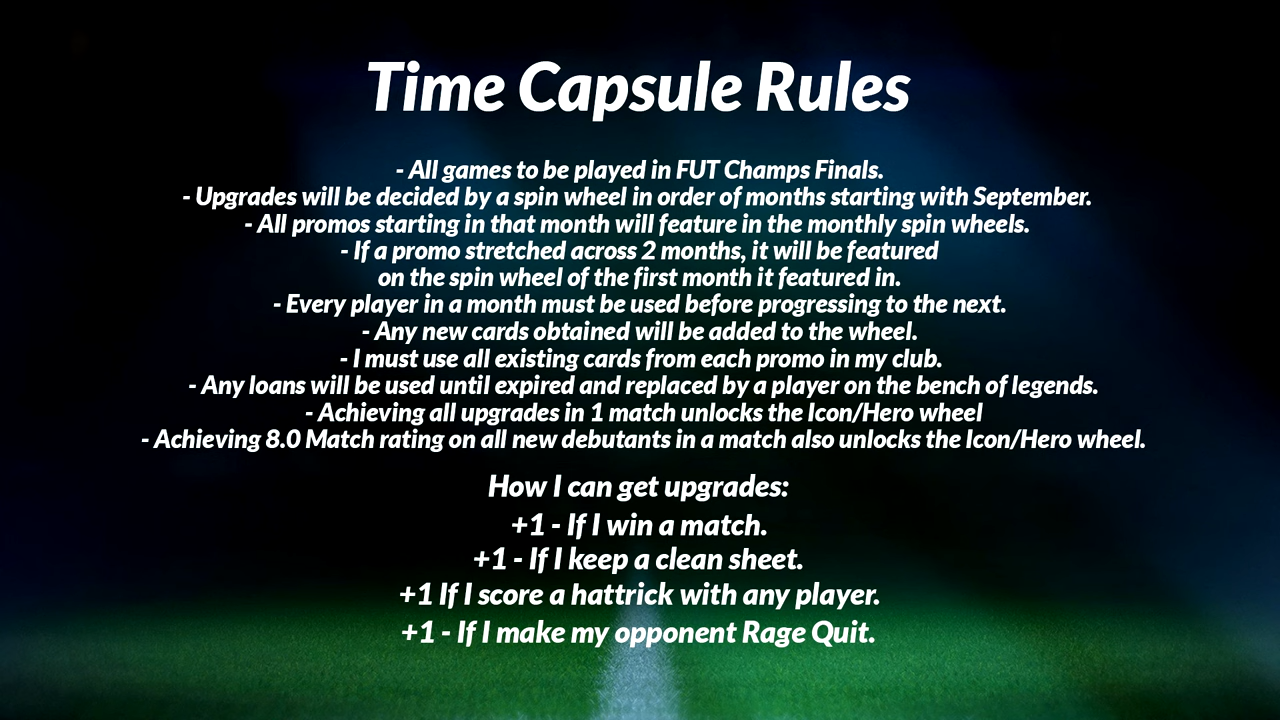 Time Capsule Rules
- All games to be played in FUT Champs Finals.
- Upgrades will be decided by a spin wheel in order of months starting with September.
- All promos starting in that month will feature in the monthly spin wheels.
- If a promo stretched across 2 months, it will be featured
on the spin wheel of the first month it featured in.
- Every player in a month must be used before progressing to the next.
- Any new cards obtained will be added to the wheel.
- I must use all existing cards from each promo in my club.
- Any loans will be used until expired and replaced by a player on the bench of legends.
- Achieving all upgrades in 1 match unlocks the Icon/Hero wheel
- Achieving 8.0 Match rating on all new debutants in a match also unlocks the Icon/Hero wheel.
How I can get upgrades:
+1 - If I win a match.
+1 - If I keep a clean sheet.
+1 If I score a hattrick with any player.
+1 - If I make my opponent Rage Quit.